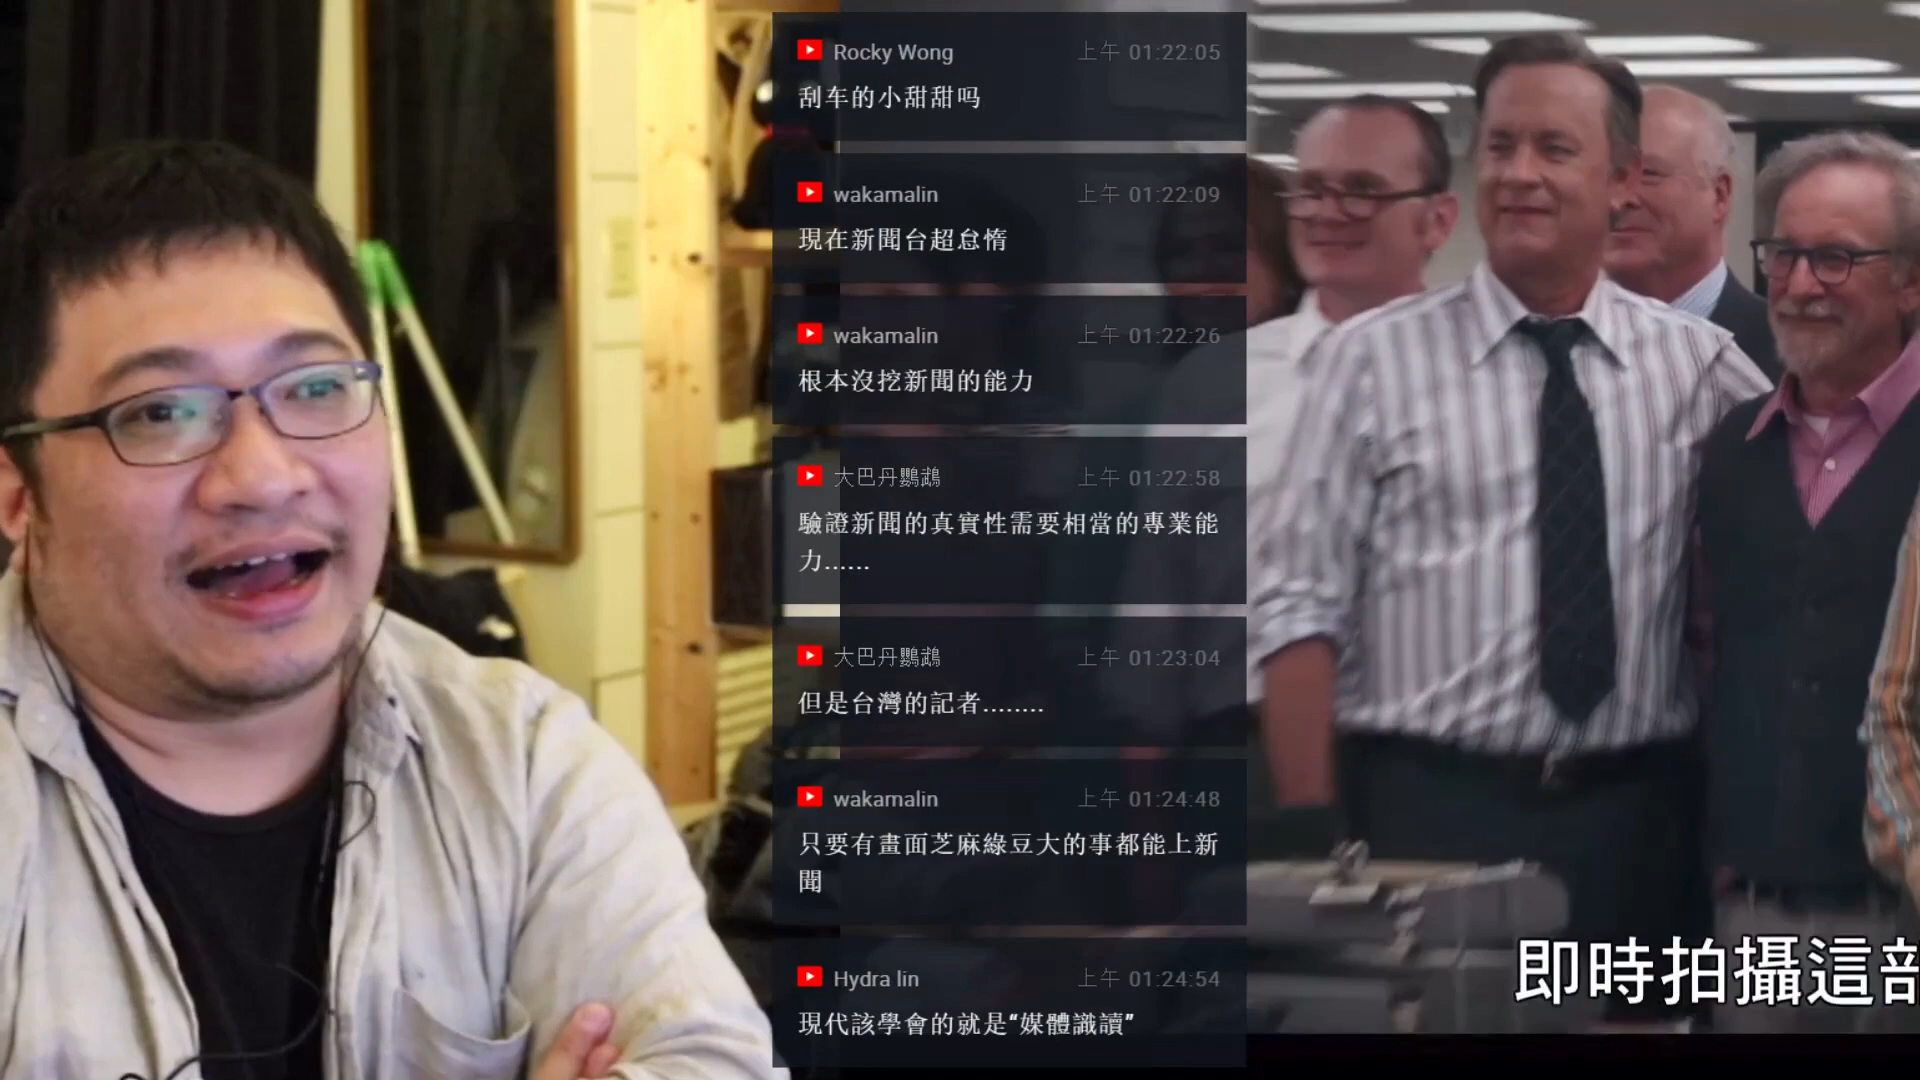 Rocky Wong 上午 01:22:05
刮车的小甜甜吗
wakamalin 上午 01:22:09
現在新聞台超怠惰
wakamalin 上午 01:22:26
根本沒挖新聞的能力
大巴丹鸚鵡 上午 01:22:58
驗證新聞的真實性需要相當的專業能
力......
大巴丹鸚鵡 上午 01:23:04
但是台灣的記者........
wakamalin 上午 01:24:48
只要有畫面芝麻綠豆大的事都能上新
聞
Hydra lin 上午 01:24:54
現代該學會的就是“媒體識讀”
即時拍攝這部